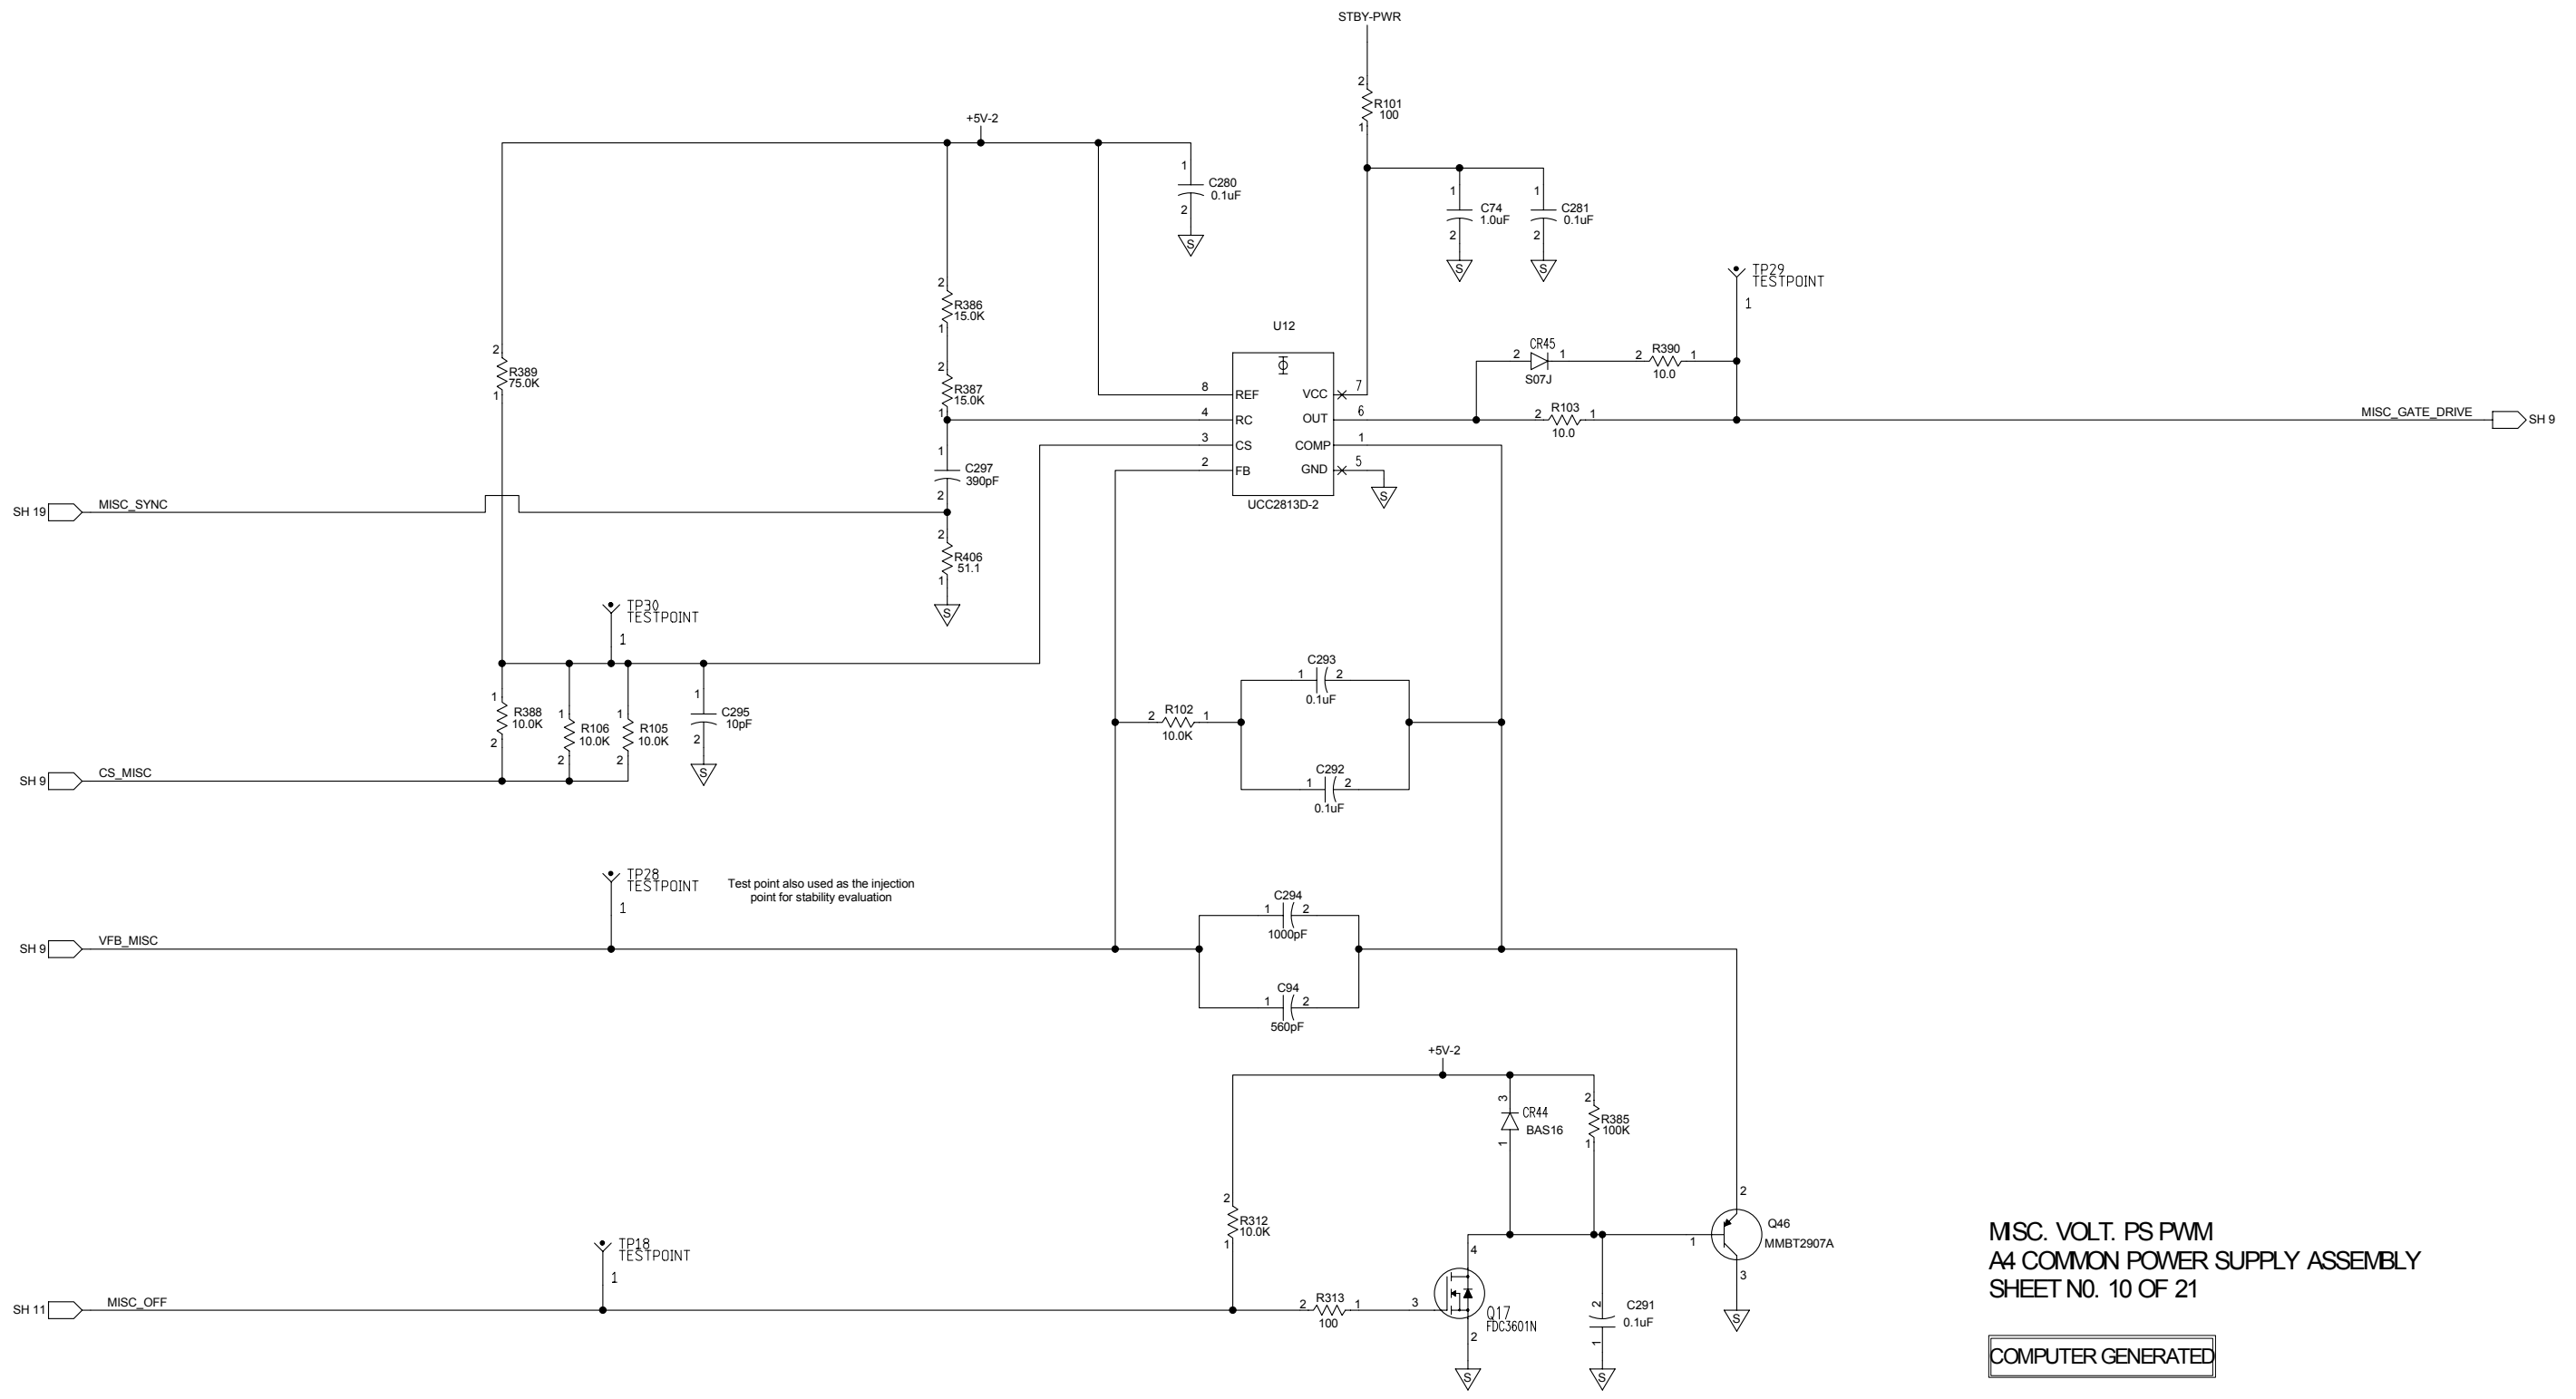 STBY-PWR
2
R101
100
1
+5V-2
1
C280
0.1uF
2
S
1
C74
1.0uF
2
S
1
C281
0.1uF
2
S
TP29
TESTPOINT
1
2
R386
15.0K
1
2
R387
15.0K
1
2
R389
75.0K
1
U12
8
REF
4
RC
3
CS
2
FB
VCC
7
OUT
6
COMP
1
GND
5
S
UCC2813D-2
CR45
2
1
S07J
R390
2
1
10.0
R103
2
1
10.0
MISC_GATE_DRIVE
SH 9
1
C297
390pF
2
SH 19
MISC_SYNC
2
R406
51.1
1
S
TP30
TESTPOINT
1
1
R388
10.0K
2
1
R106
10.0K
2
1
R105
10.0K
2
1
C295
10pF
2
S
SH 9
CS_MISC
C293
1
2
0.1uF
R102
2
1
10.0K
C292
1
2
0.1uF
TP28
TESTPOINT
1
Test point also used as the injection
point for stability evaluation
SH 9
VFB_MISC
C294
1
2
1000pF
C94
1
2
560pF
+5V-2
3
CR44
BAS16
1
2
R385
100K
1
2
R312
10.0K
1
2
Q46
MMBT2907A
1
3
S
TP18
TESTPOINT
1
SH 11
MISC_OFF
R313
2
1
100
4
3
Q17
FDC3601N
2
S
2
C291
0.1uF
1
S
MISC. VOLT. PS PWM
A4 COMMON POWER SUPPLY ASSEMBLY
SHEET N0. 10 OF 21
COMPUTER GENERATED